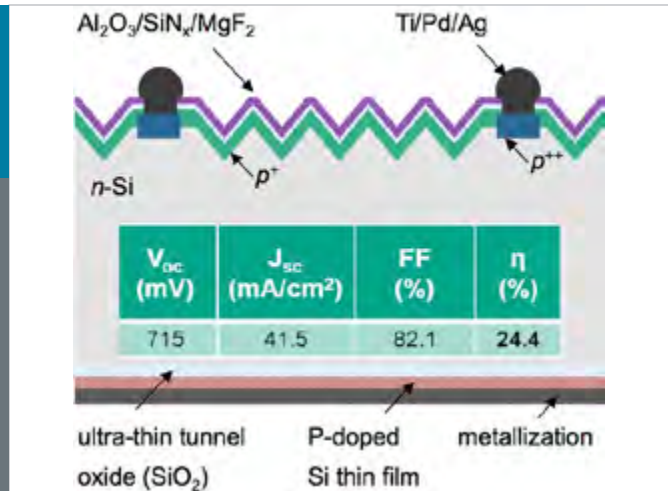 Al₂O₃/SiNₓ/MgF₂ Ti/Pd/Ag
p⁺ p⁺⁺
n-Si
Vₒc Jₛc FF η
(mV) (mA/cm²) (%) (%)
715 41.5 82.1 24.4
ultra-thin tunnel P-doped metallization
oxide (SiO₂) Si thin film